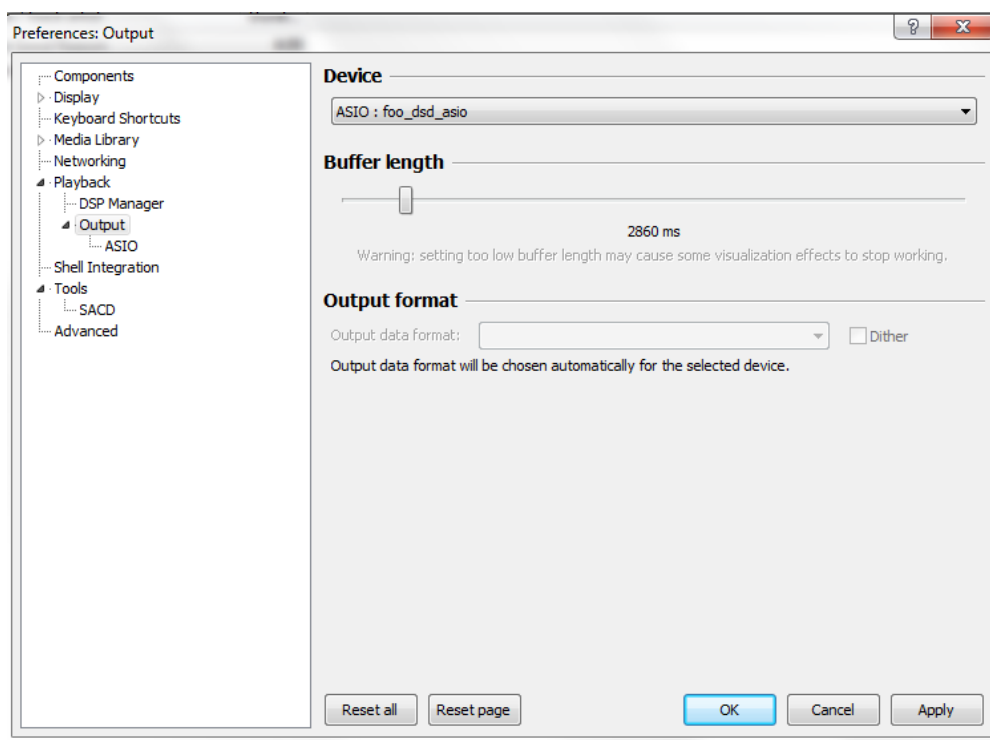 Preferences: Output
Components
Display
Keyboard Shortcuts
Media Library
Networking
Playback
DSP Manager
Output
ASIO
Shell Integration
Tools
SACD
Advanced
Device
ASIO : foo_dsd_asio
Buffer length
2860 ms
Warning: setting too low buffer length may cause some visualization effects to stop working.
Output format
Output data format:
Dither
Output data format will be chosen automatically for the selected device.
Reset all
Reset page
OK
Cancel
Apply